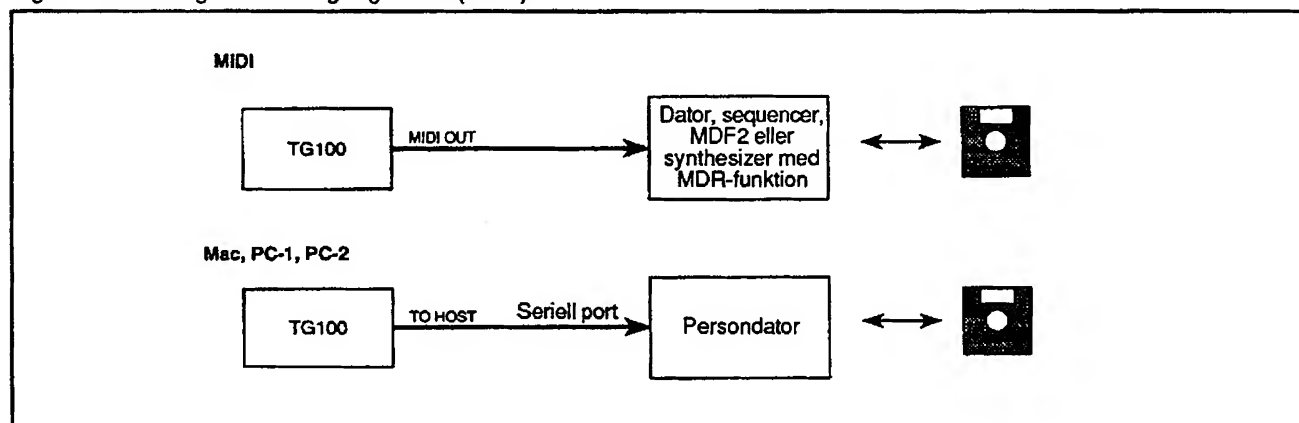 MIDI
TG100
MIDI OUT
Dator, sequencer,
MDF2 eller
synthesizer med
MDR-funktion
Mac, PC-1, PC-2
TG100
TO HOST
Seriell port
Persondator